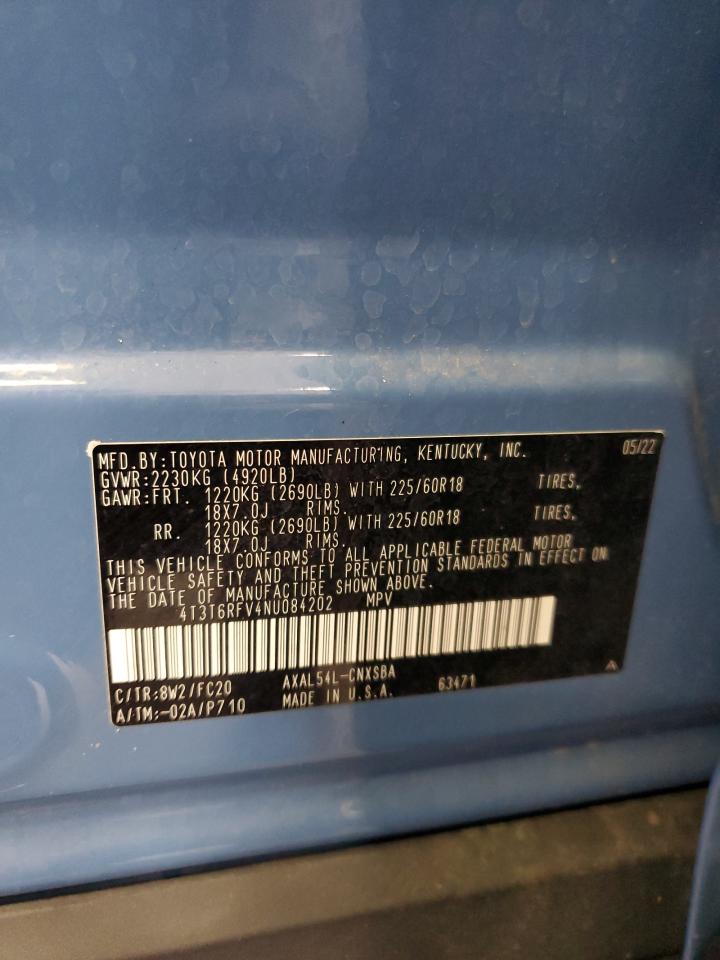 MFD.BY:TOYOTA MOTOR MANUFACTURING, KENTUCKY, INC. 05/22
GVWR:2230KG (4920LB)
GAWR:FRT. 1220KG (2690LB) WITH 225/60R18 TIRES,
18X7.0J RIMS.
RR. 1220KG (2690LB) WITH 225/60R18 TIRES,
18X7.0J RIMS.
THIS VEHICLE CONFORMS TO ALL APPLICABLE FEDERAL MOTOR
VEHICLE SAFETY AND THEFT PREVENTION STANDARDS IN EFFECT ON
THE DATE OF MANUFACTURE SHOWN ABOVE.
4T3T6RFV4NU084202 MPV
C/TR:8W2/FC20 AXAL54L-CNXSBA
A/TM:-02A/P710 MADE IN U.S.A. 63471